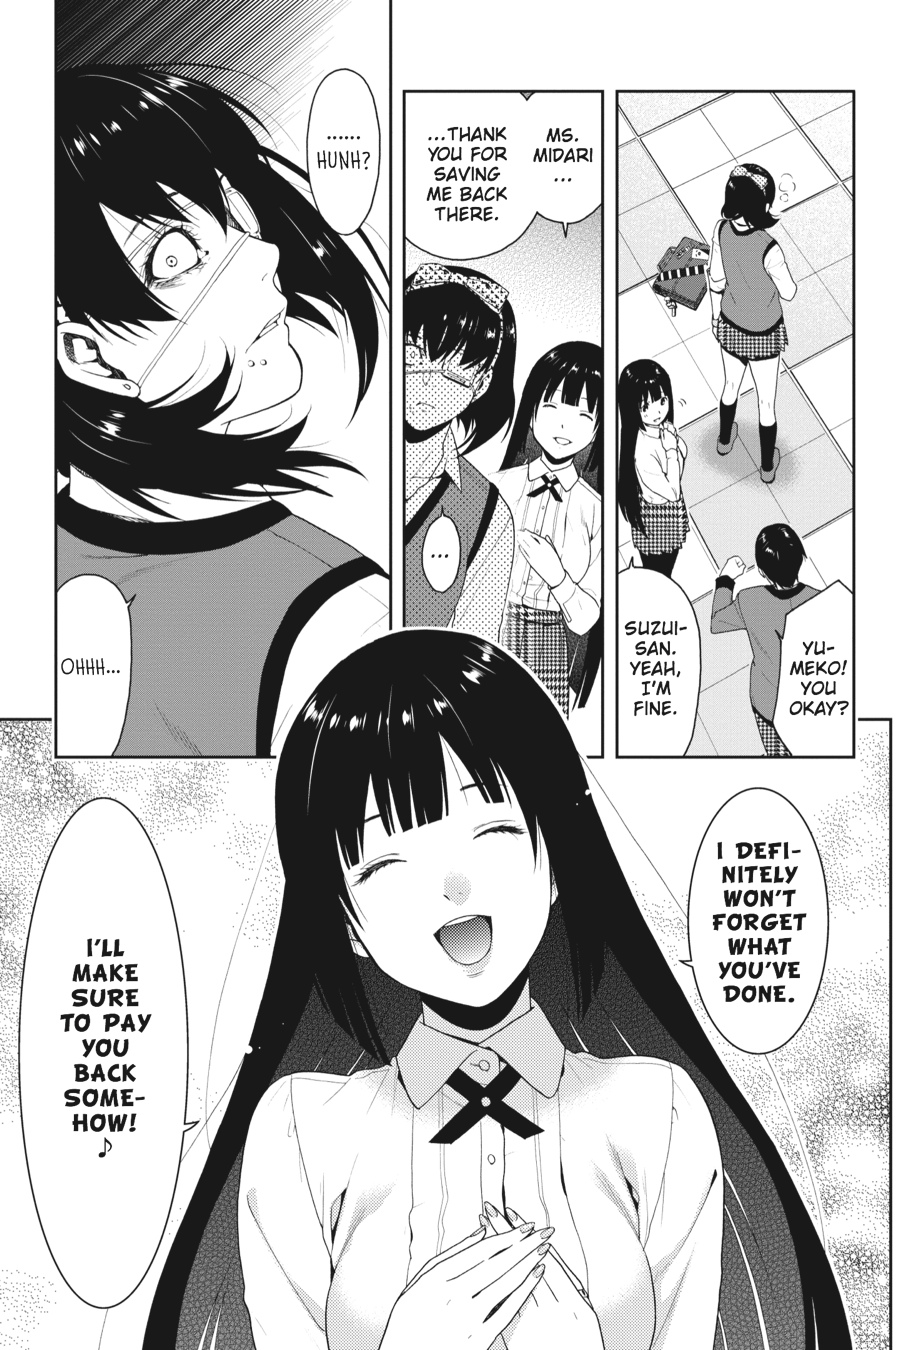 YU-
MEKO!
YOU
OKAY?
SUZUI-
SAN.
YEAH,
I'M
FINE.
MS.
MIDARI
...
...THANK
YOU FOR
SAVING
ME BACK
THERE.
...
......
HUNH?
OHHH...
I DEFI-
NITELY
WON'T
FORGET
WHAT
YOU'VE
DONE.
I'LL
MAKE
SURE
TO PAY
YOU
BACK
SOME-
HOW!
♪